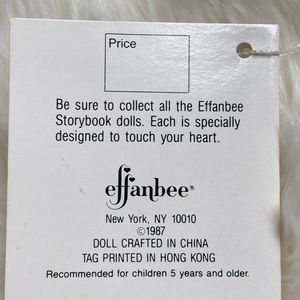 Price
Be sure to collect all the Effanbee
Storybook dolls. Each is specially
designed to touch your heart.
effanbee®
New York, NY 10010
©1987
DOLL CRAFTED IN CHINA
TAG PRINTED IN HONG KONG
Recommended for children 5 years and older.